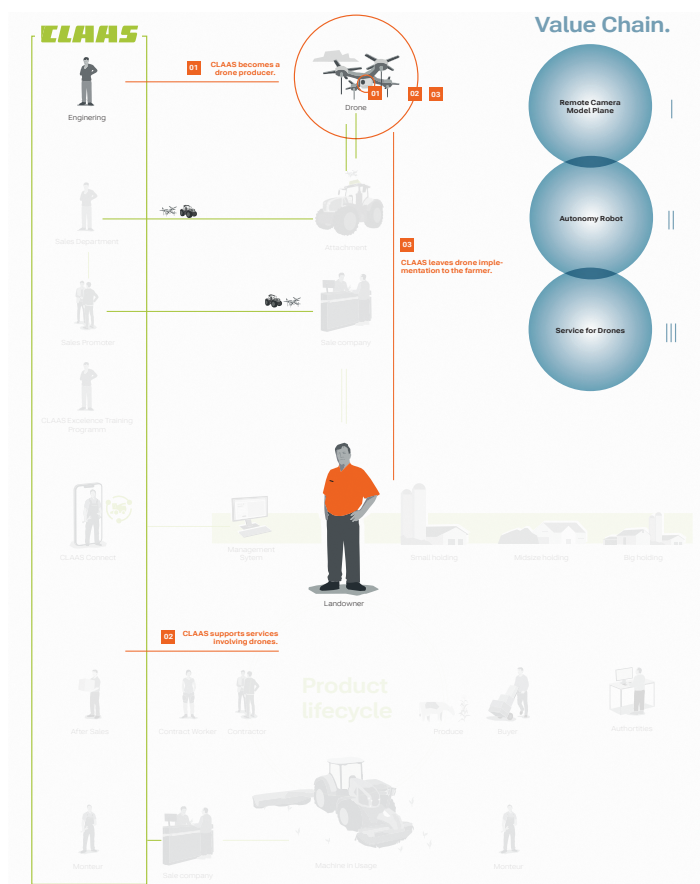 CLAAS
Value Chain.
01
CLAAS becomes a
drone producer.
Enginering
01
02
03
Drone
Remote Camera
Model Plane
|
Autonomy Robot
||
Service for Drones
|||
Sales Department
Attachment
03
CLAAS leaves drone imple-
mentation to the farmer.
Sales Promoter
Sale company
CLAAS Excellence Training
Programm
CLAAS Connect
Management
Sytem
Small holding
Midsize holding
Big holding
Landowner
02
CLAAS supports services
involving drones.
Product
lifecycle
After Sales
Contract Worker
Contractor
Produce
Buyer
Authorithies
Monteur
Sale company
Machine in Usage
Monteur